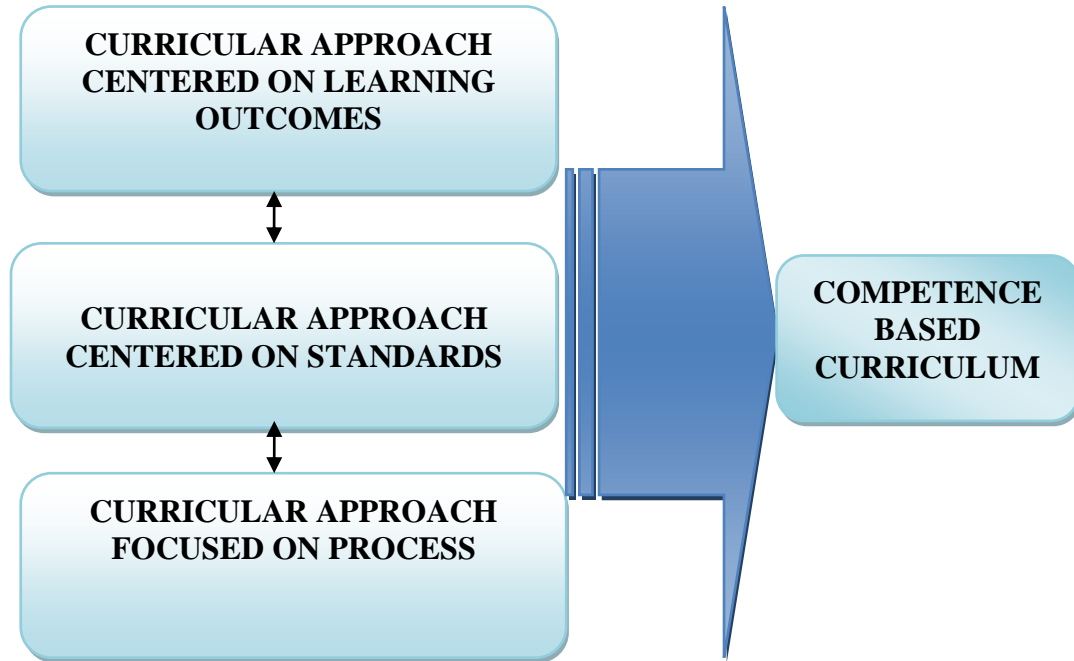 CURRICULAR APPROACH
CENTERED ON LEARNING
OUTCOMES
CURRICULAR APPROACH
CENTERED ON STANDARDS
CURRICULAR APPROACH
FOCUSED ON PROCESS
COMPETENCE
BASED
CURRICULUM